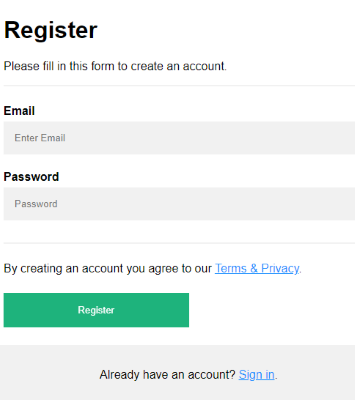 Register
Please fill in this form to create an account.
Email
Enter Email
Password
Password
By creating an account you agree to our Terms & Privacy.
Register
Already have an account? Sign in.